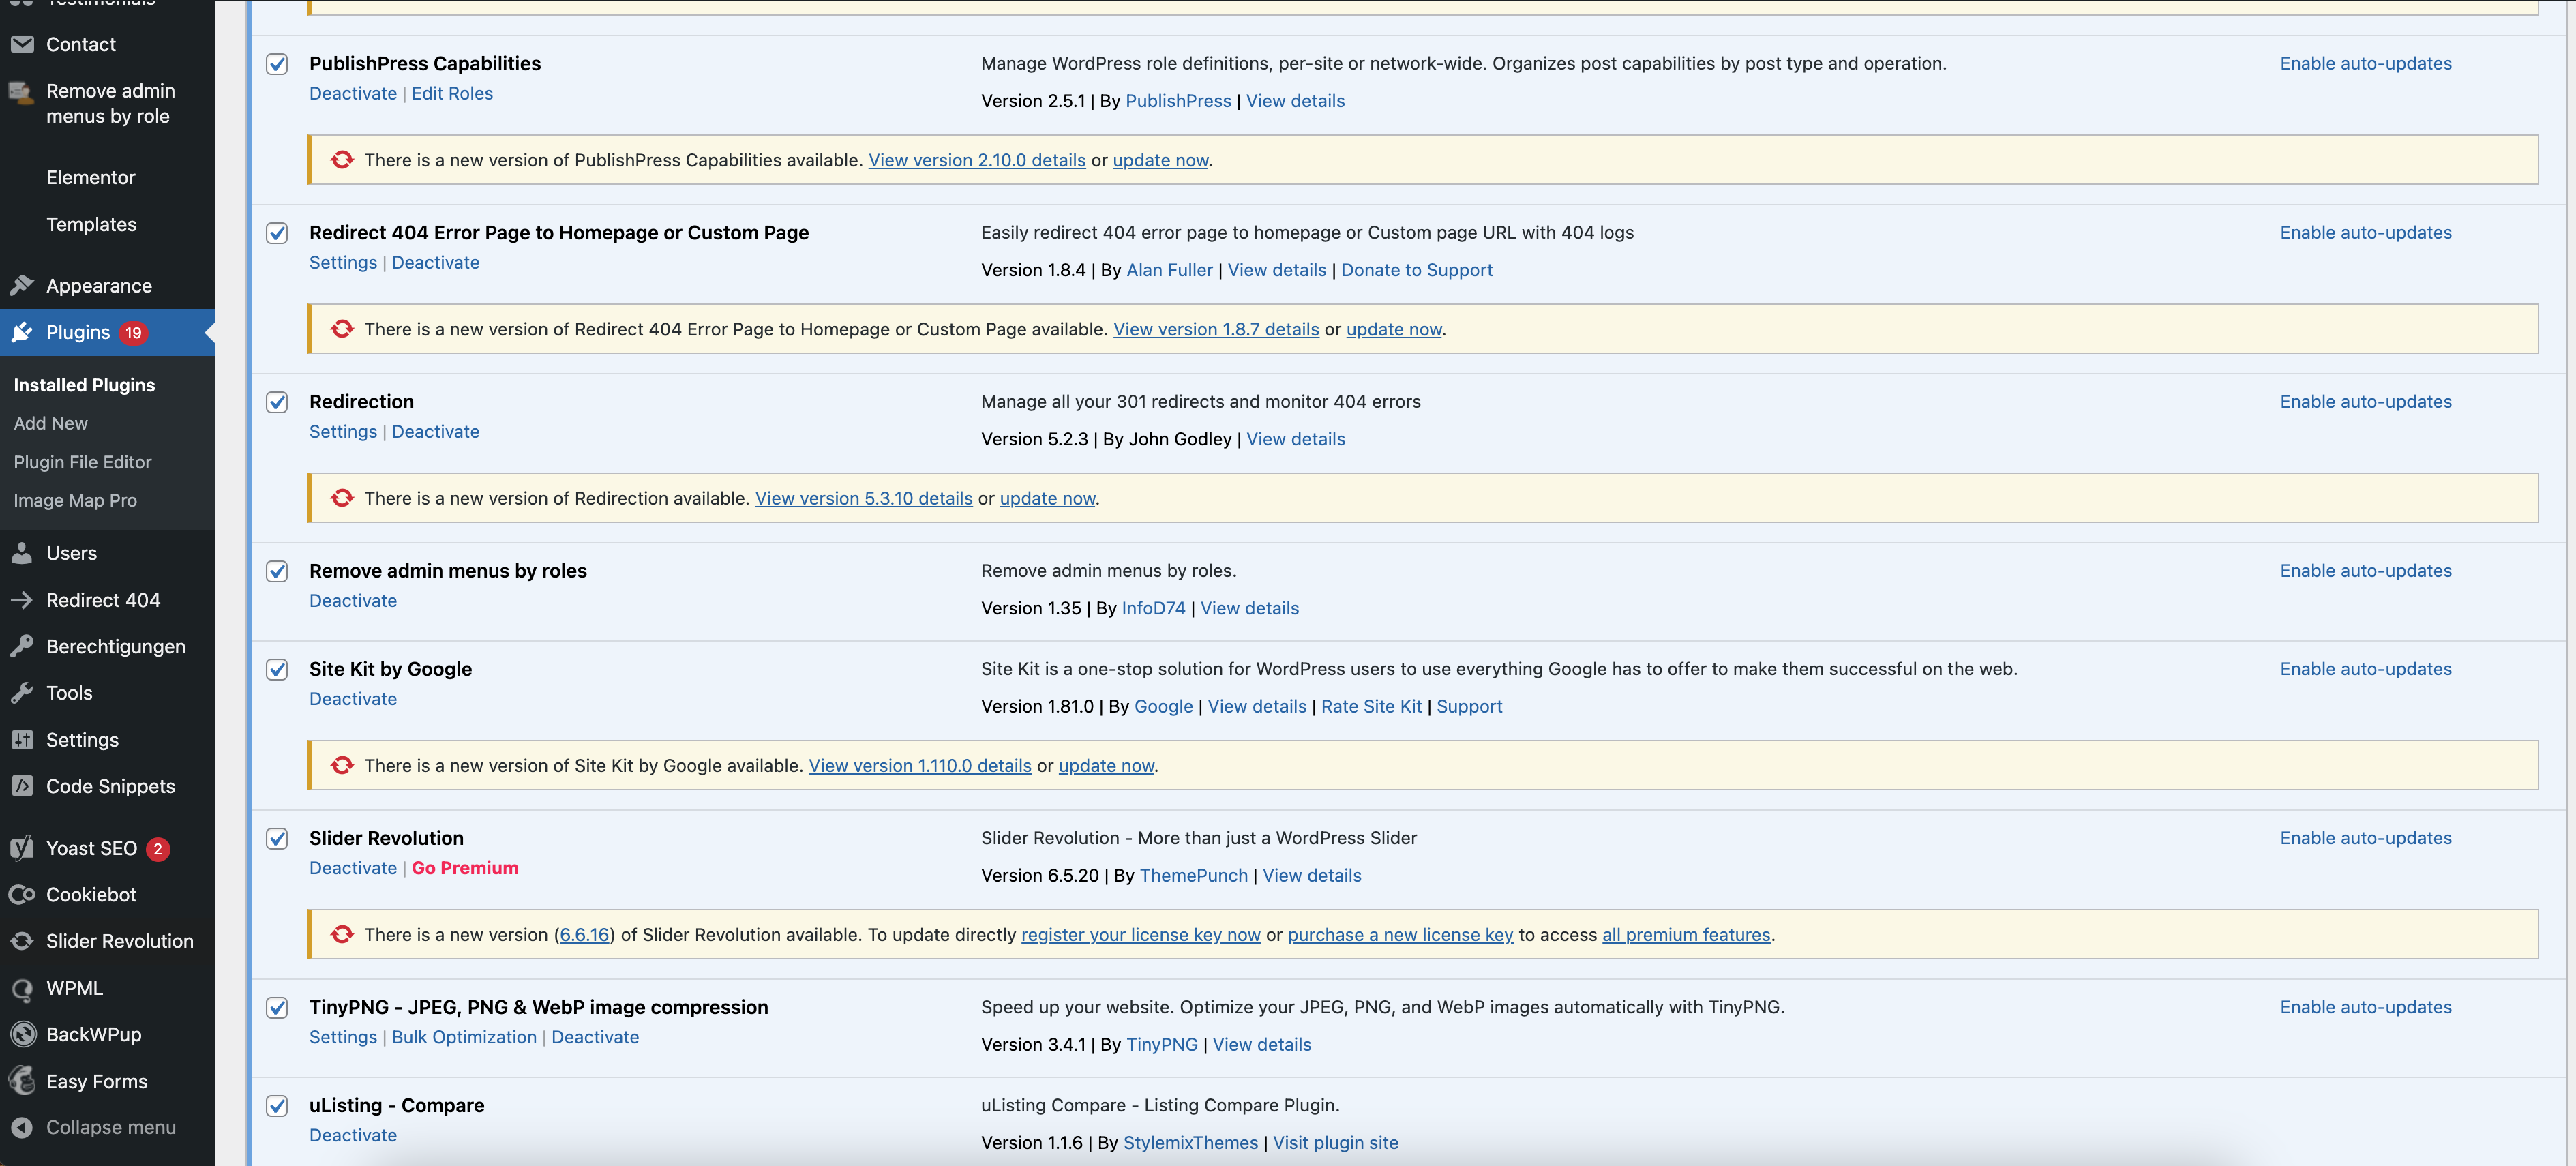 Testimonials
Contact
Remove admin
menus by role
Elementor
Templates
Appearance
Plugins 19
Installed Plugins
Add New
Plugin File Editor
Image Map Pro
Users
Redirect 404
Berechtigungen
Tools
Settings
Code Snippets
Yoast SEO 2
Cookiebot
Slider Revolution
WPML
BackWPup
Easy Forms
Collapse menu
PublishPress Capabilities
Deactivate | Edit Roles
Manage WordPress role definitions, per-site or network-wide. Organizes post capabilities by post type and operation.
Version 2.5.1 | By PublishPress | View details
Enable auto-updates
There is a new version of PublishPress Capabilities available. View version 2.10.0 details or update now.
Redirect 404 Error Page to Homepage or Custom Page
Settings | Deactivate
Easily redirect 404 error page to homepage or Custom page URL with 404 logs
Version 1.8.4 | By Alan Fuller | View details | Donate to Support
Enable auto-updates
There is a new version of Redirect 404 Error Page to Homepage or Custom Page available. View version 1.8.7 details or update now.
Redirection
Settings | Deactivate
Manage all your 301 redirects and monitor 404 errors
Version 5.2.3 | By John Godley | View details
Enable auto-updates
There is a new version of Redirection available. View version 5.3.10 details or update now.
Remove admin menus by roles
Deactivate
Remove admin menus by roles.
Version 1.35 | By InfoD74 | View details
Enable auto-updates
Site Kit by Google
Deactivate
Site Kit is a one-stop solution for WordPress users to use everything Google has to offer to make them successful on the web.
Version 1.81.0 | By Google | View details | Rate Site Kit | Support
Enable auto-updates
There is a new version of Site Kit by Google available. View version 1.110.0 details or update now.
Slider Revolution
Deactivate | Go Premium
Slider Revolution - More than just a WordPress Slider
Version 6.5.20 | By ThemePunch | View details
Enable auto-updates
There is a new version (6.6.16) of Slider Revolution available. To update directly register your license key now or purchase a new license key to access all premium features.
TinyPNG - JPEG, PNG & WebP image compression
Settings | Bulk Optimization | Deactivate
Speed up your website. Optimize your JPEG, PNG, and WebP images automatically with TinyPNG.
Version 3.4.1 | By TinyPNG | View details
Enable auto-updates
uListing - Compare
Deactivate
uListing Compare - Listing Compare Plugin.
Version 1.1.6 | By StylemixThemes | Visit plugin site